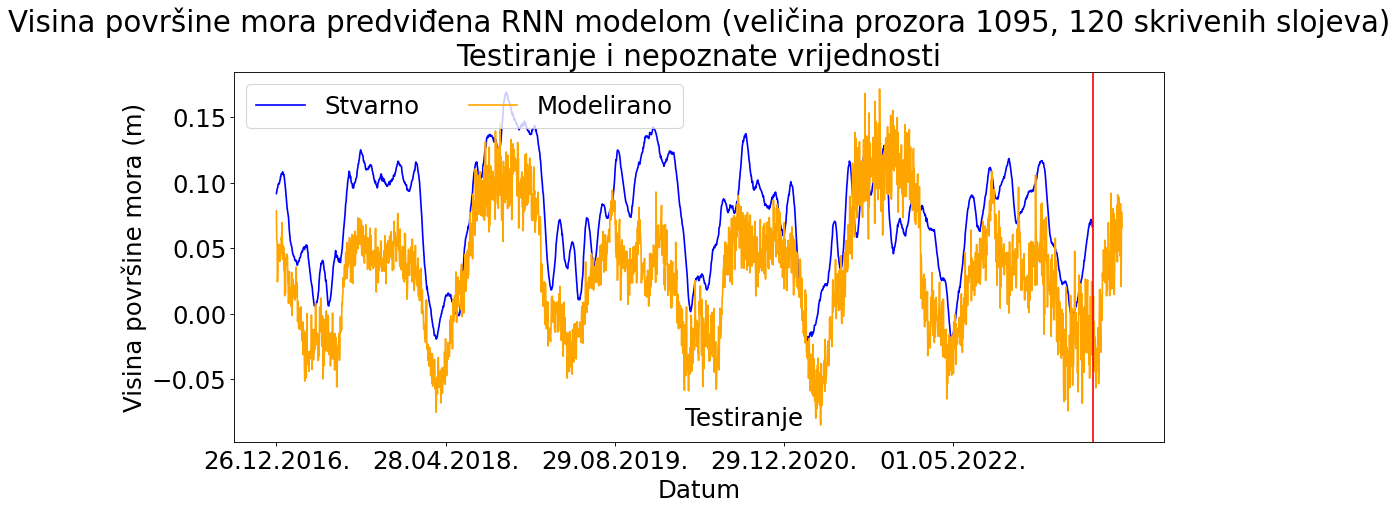 Visina površine mora predviđena RNN modelom (veličina prozora 1095, 120 skrivenih slojeva)
Testiranje i nepoznate vrijednosti
Stvarno Modelirano
Visina površine mora (m)
0.15
0.10
0.05
0.00
−0.05
Testiranje
26.12.2016. 28.04.2018. 29.08.2019. 29.12.2020. 01.05.2022.
Datum